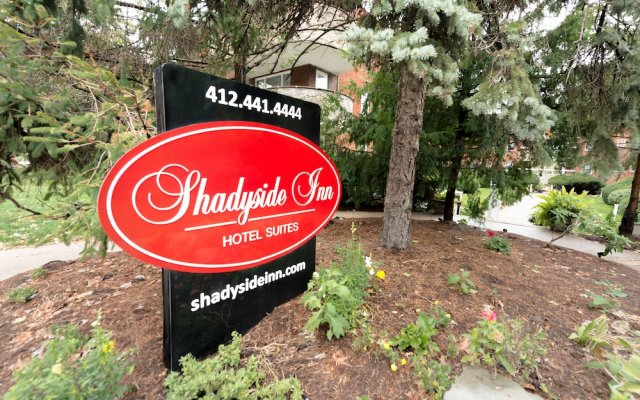 412.441.4444
Shadyside Inn
HOTEL SUITES
shadysideinn.com